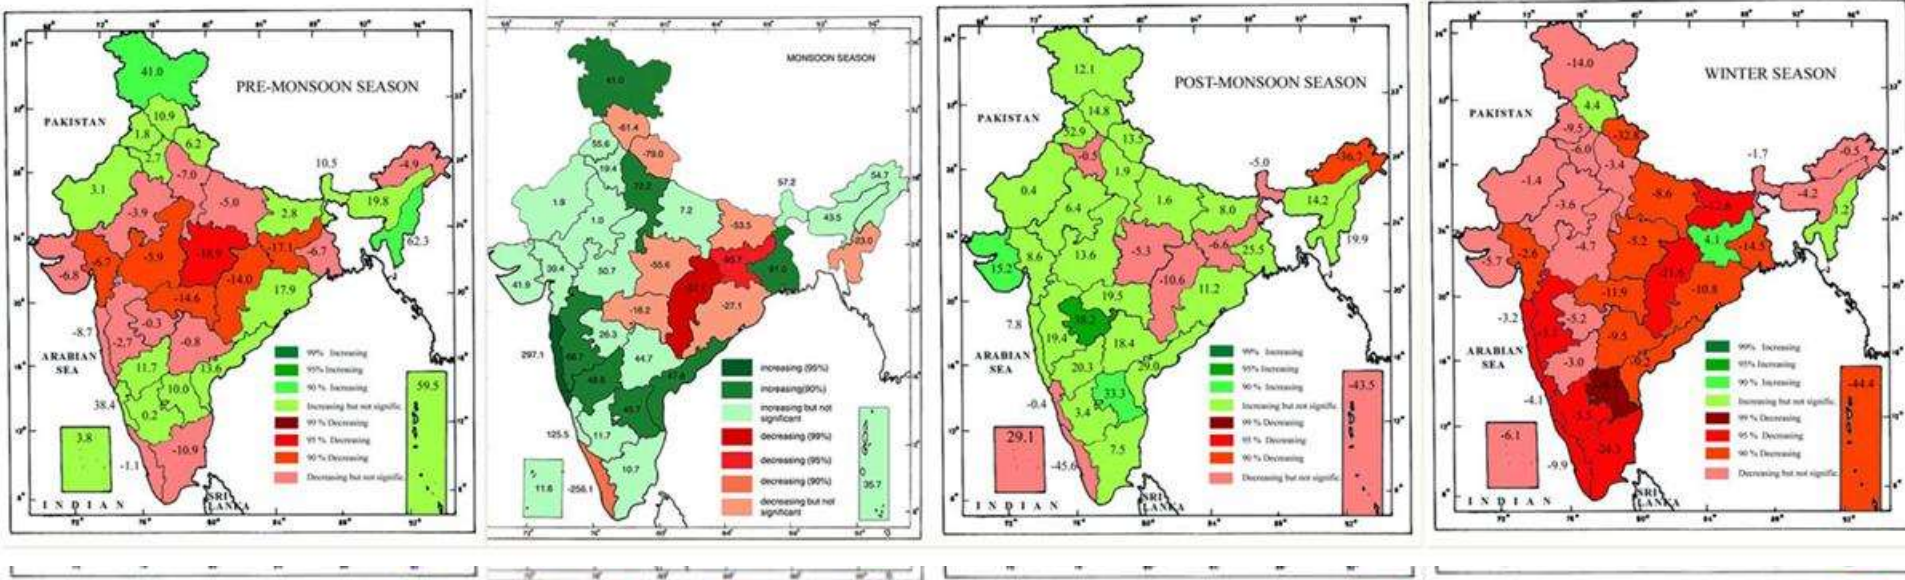 PRE-MONSOON SEASON
PAKISTAN
ARABIAN
SEA
SRI
LANKA
I N D I A N
41.0
10.9
1.8
6.2
2.7
-7.0
3.1
-3.9
-5.0
10.5
-4.9
19.8
2.8
62.3
-6.8
-6.7
-5.9
-17.1
-6.7
-14.0
-14.6
17.9
-8.7
-0.3
-2.7
-0.8
11.7
13.6
10.0
38.4
0.2
-10.9
-1.1
3.8
59.5
99% Increasing
95% Increasing
90 % Increasing
Increasing but not signific.
99 % Decreasing
95 % Decreasing
90 % Decreasing
Decreasing but not signific.
MONSOON SEASON
41.0
-61.4
55.6
-79.0
19.4
72.2
1.9
1.0
7.2
57.2
54.7
43.5
-53.5
-23.0
30.4
50.7
-55.6
41.9
-18.2
-27.1
26.3
44.7
297.1
125.5
11.7
10.7
-256.1
11.6
35.7
increasing (95%)
increasing(90%)
increasing but not
significant
decreasing (99%)
decreasing (95%)
decreasing (90%)
decreasing but not
significant
POST-MONSOON SEASON
PAKISTAN
ARABIAN
SEA
SRI
LANKA
I N D I A N
12.1
14.8
52.9
13.5
-0.5
1.9
0.4
6.4
1.6
8.0
-5.0
-36.7
14.2
19.9
15.2
8.6
13.6
-5.3
-6.6
25.5
-10.6
11.2
19.5
7.8
19.4
18.4
20.3
29.0
33.3
-0.4
3.4
7.5
-45.6
29.1
-43.5
99% Increasing
95% Increasing
90 % Increasing
Increasing but not signific.
99 % Decreasing
95 % Decreasing
90 % Decreasing
Decreasing but not signific.
WINTER SEASON
PAKISTAN
ARABIAN
SEA
SRI
LANKA
I N D I A N
-14.0
4.4
-9.5
-6.0
-3.4
-1.4
-3.6
-8.6
-1.7
-0.5
-4.2
-4.7
-5.2
4.1
-14.5
-2.6
-5.7
-11.9
-10.8
-3.2
-5.2
-9.5
-3.0
-4.1
-9.9
-6.1
-44.4
99% Increasing
95% Increasing
90 % Increasing
Increasing but not signific.
99 % Decreasing
95 % Decreasing
90 % Decreasing
Decreasing but not signific.